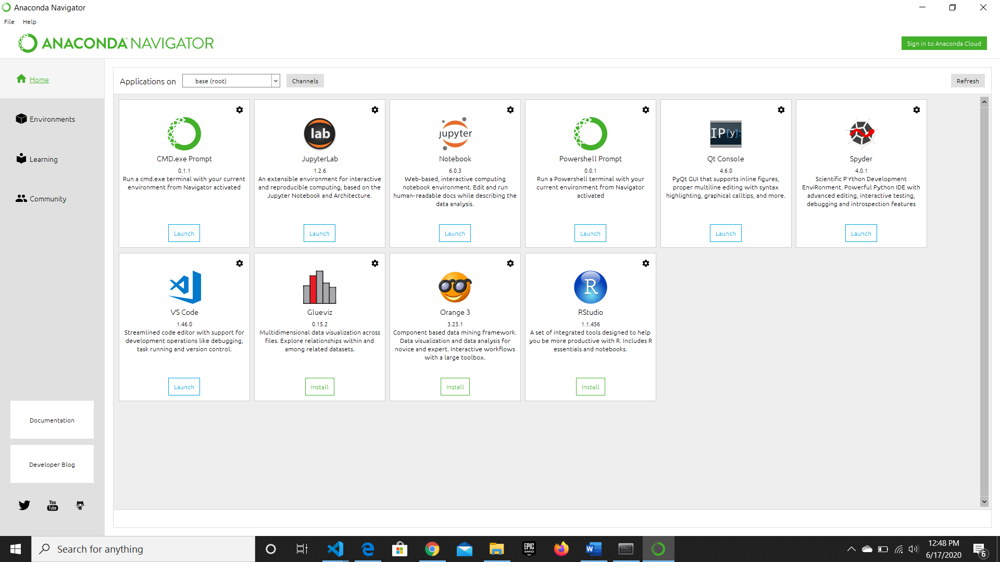 Anaconda Navigator
File Help
ANACONDA NAVIGATOR
Sign in to Anaconda Cloud
Home
Environments
Learning
Community
Documentation
Developer Blog
You
Tube
Applications on
base (root)
Channels
Refresh
CMD.exe Prompt
0.1.1
Run a cmd.exe terminal with your current
environment from Navigator activated
Launch
lab
JupyterLab
1.2.6
An extensible environment for interactive
and reproducible computing, based on the
Jupyter Notebook and Architecture.
Launch
jupyter
Notebook
6.0.3
Web-based, interactive computing
notebook environment. Edit and run
human-readable docs while describing the
data analysis.
Launch
Powershell Prompt
0.0.1
Run a Powershell terminal with your
current environment from Navigator
activated
Launch
IP[y]:
Qt Console
4.6.0
PyQt GUI that supports inline figures,
proper multiline editing with syntax
highlighting, graphical calltips, and more.
Launch
Spyder
4.0.1
Scientific PYthon Development
EnviRonment. Powerful Python IDE with
advanced editing, interactive testing,
debugging and introspection features
Launch
VS Code
1.46.0
Streamlined code editor with support for
development operations like debugging,
task running and version control.
Launch
Glueviz
0.15.2
Multidimensional data visualization across
files. Explore relationships within and
among related datasets.
Install
Orange 3
3.23.1
Component based data mining framework.
Data visualization and data analysis for
novice and expert. Interactive workflows
with a large toolbox.
Install
R
RStudio
1.1.456
A set of integrated tools designed to help
you be more productive with R. Includes R
essentials and notebooks.
Install
Search for anything
EPIC
GAMES
W
12:48 PM
6/17/2020
6